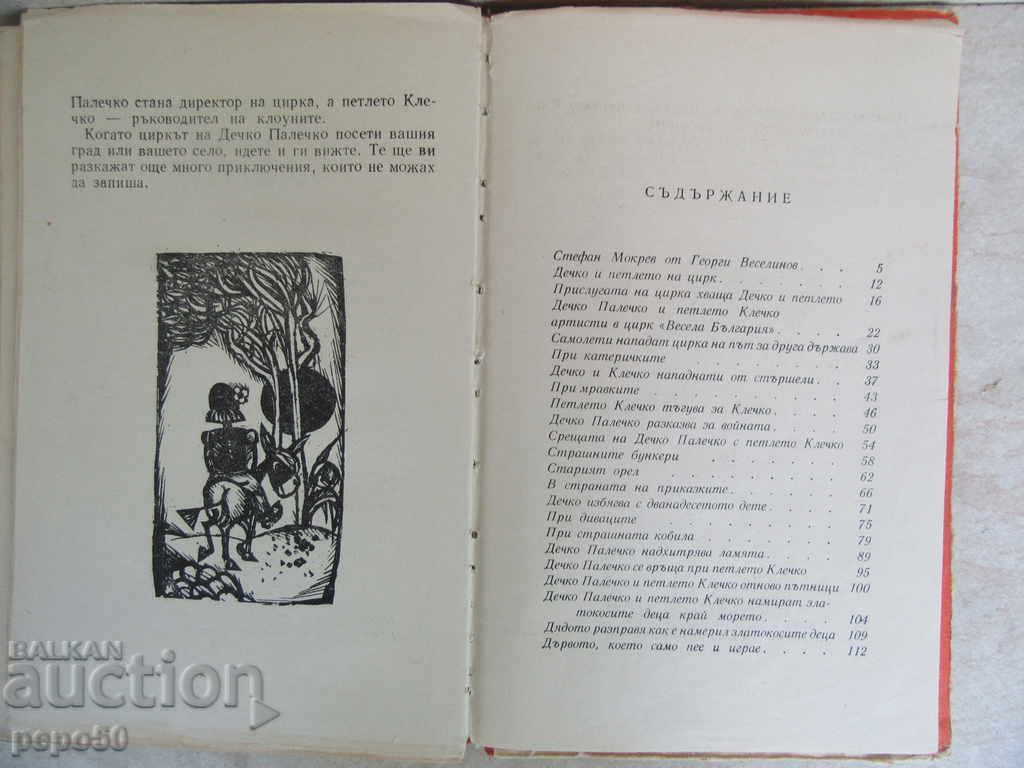 Палечко стана директор на цирка, а петлето Кле-
чко — ръководител на клоуните.
Когато циркът на Дечко Палечко посети вашия
град или вашето село, идете и ги вижте. Те ще ви
разкажат още много приключения, които не можах
да запиша.
СЪДЪРЖАНИЕ
Стефан Мокрев от Георги Веселинов. . . . 5
Дечко и петлето на цирк. . . . . . . 12
Прислугата на цирка хваща Дечко и петлето 16
Дечко Палечко и петлето Клечко
артисти в цирк «Весела България» . . . . 22
Самолети нападат цирка на път за друга държава 30
При катеричките . . . . . . . 33
Дечко и Клечко нападнати от стършели. . . 37
При мравките . . . . . . . . 43
Петлето Клечко тъгува за Клечко. . . . . 46
Дечко Палечко разказва за войната. . . . . 50
Срещата на Дечко Палечко с петлето Клечко 54
Страшните бункери . . . . . . . 58
Старият орел . . . . . . . . 62
В страната на приказките. . . . . . . 66
Дечко избягва с дванадесетото дете . . . . 71
При диваците . . . . . . . . 75
При страшната кобила . . . . . . . 79
Дечко Палечко надхитрява ламята. . . . . 89
Дечко Палечко се връща при петлето Клечко 95
Дечко Палечко и петлето Клечко отново пътници 100
Дечко Палечко и петлето Клечко намират зла-
токосите деца край морето. . . . . 104
Дядото разправя как е намерил златокосите деца 109
Дървото, което само пее и играе. . . . . 112
BALKAN
auction
pepo50